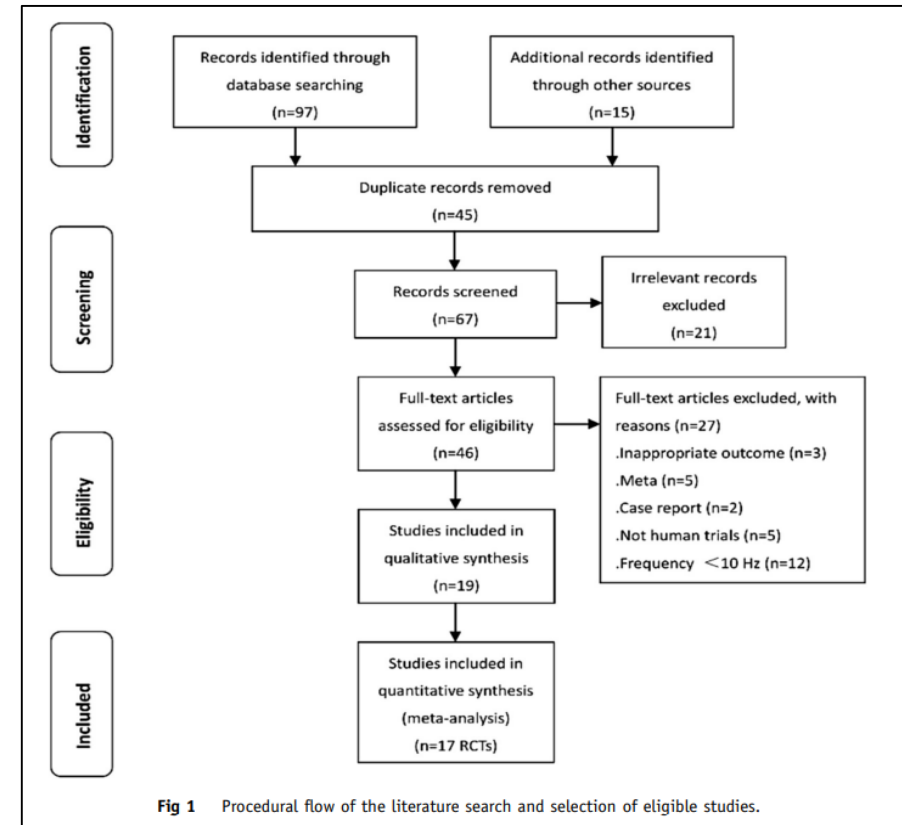 Identification
Records identified through
database searching
(n=97)
Additional records identified
through other sources
(n=15)
Duplicate records removed
(n=45)
Screening
Records screened
(n=67)
Irrelevant records
excluded
(n=21)
Eligibility
Full-text articles
assessed for eligibility
(n=46)
Full-text articles excluded, with
reasons (n=27)
.Inappropriate outcome (n=3)
.Meta (n=5)
.Case report (n=2)
.Not human trials (n=5)
.Frequency <10 Hz (n=12)
Studies included in
qualitative synthesis
(n=19)
Included
Studies included in
quantitative synthesis
(meta-analysis)
(n=17 RCTs)
Fig 1 Procedural flow of the literature search and selection of eligible studies.